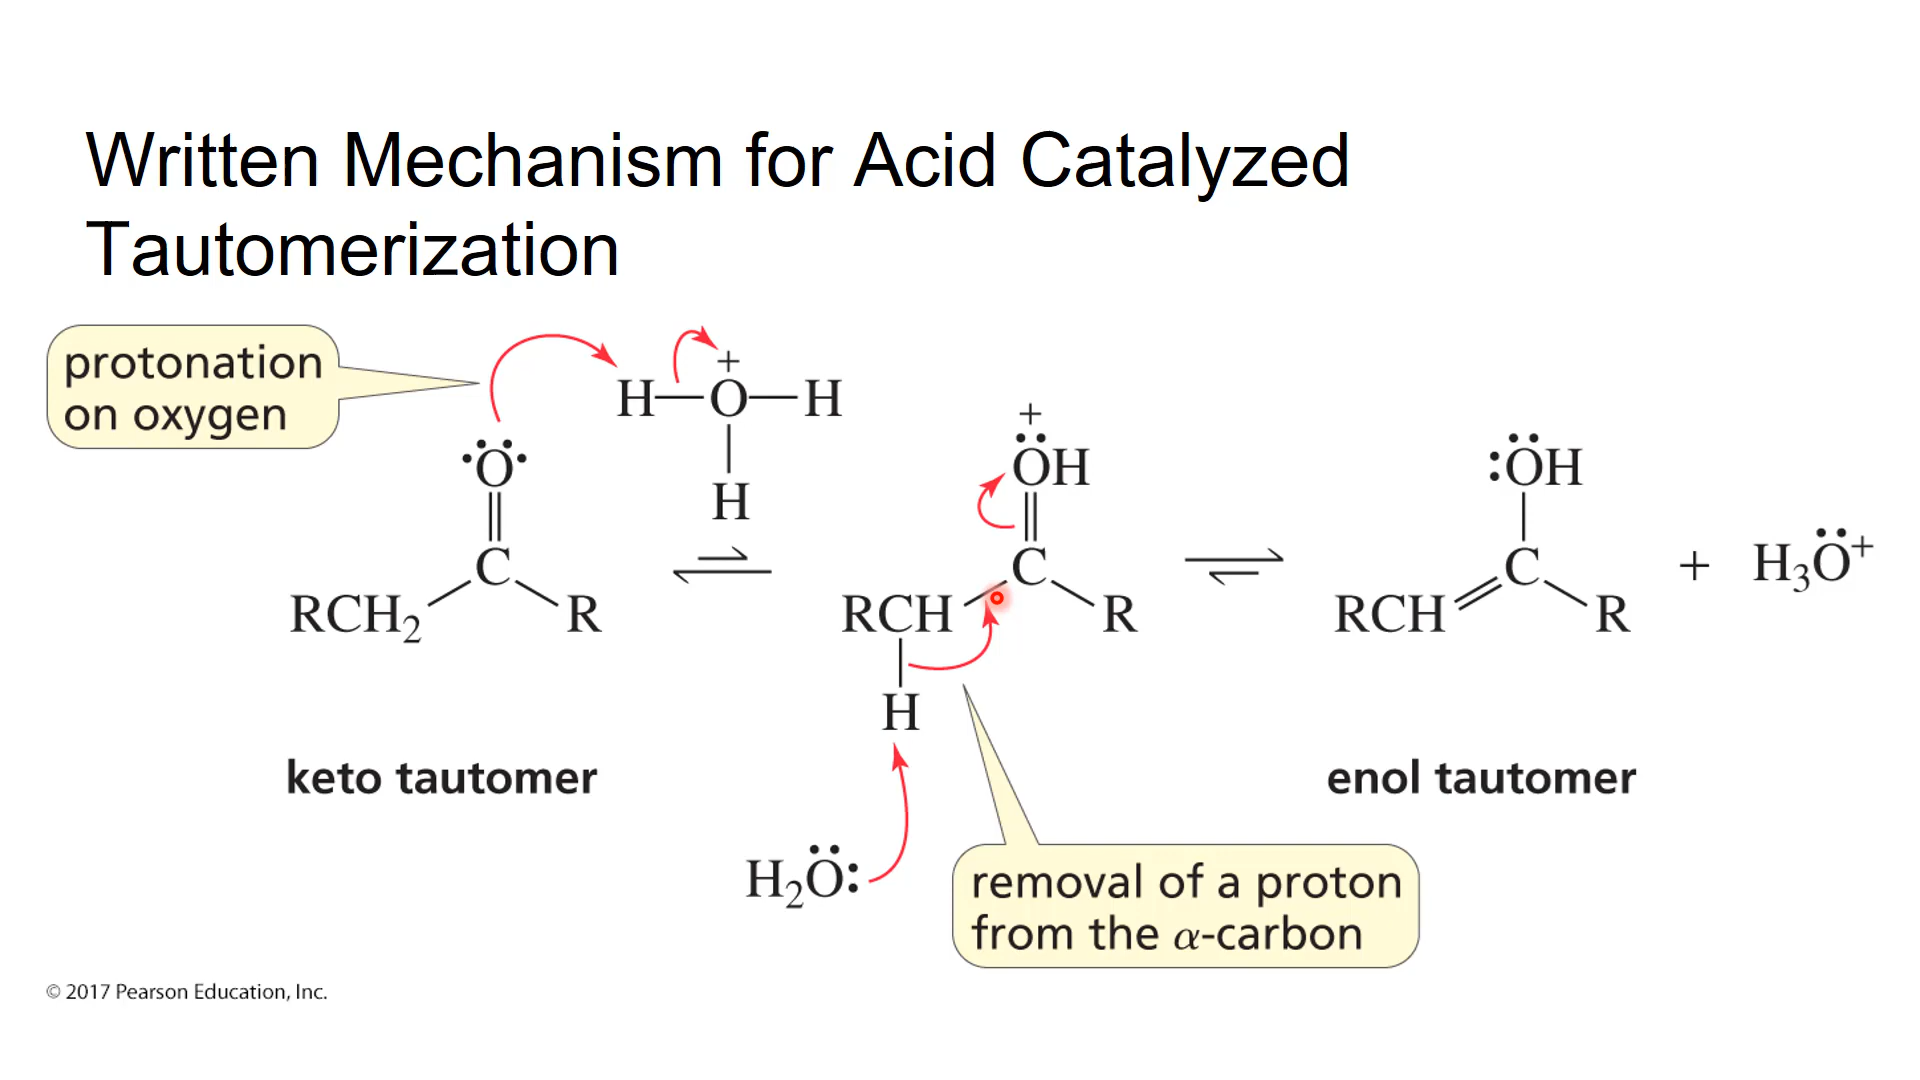 Written Mechanism for Acid Catalyzed
Tautomerization
protonation
on oxygen
H—O⁺—H
H
O
C
RCH₂
R
⁺
OH
C
RCH
R
H
H₂O:
:OH
C
RCH
R
+ H₃O⁺
keto tautomer
enol tautomer
removal of a proton
from the α-carbon
© 2017 Pearson Education, Inc.